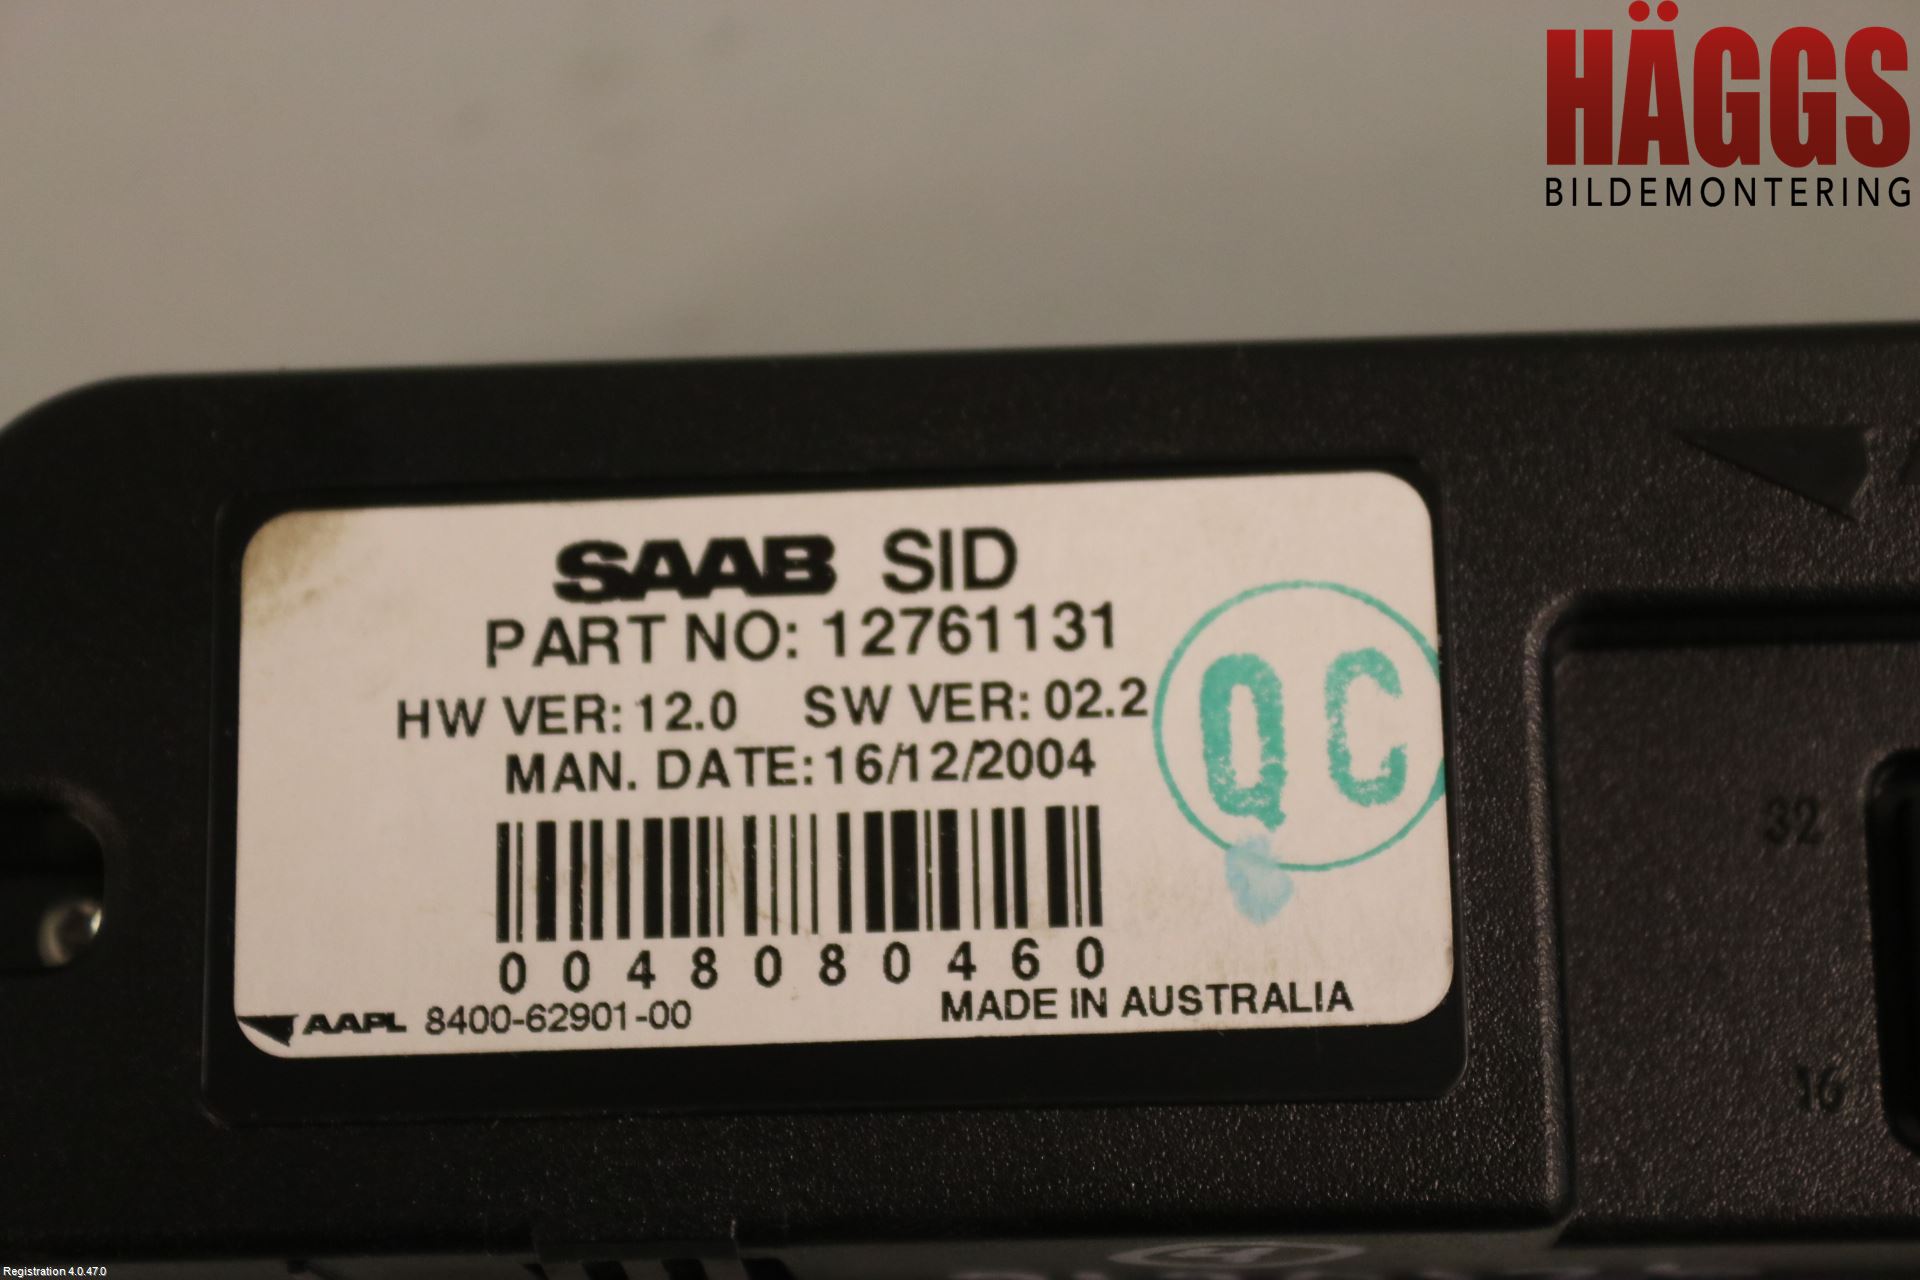 HÄGGS
BILDEMONTERING
SAAB SID
PART NO: 12761131
HW VER: 12.0 SW VER: 02.2
MAN. DATE: 16/12/2004
QC
0048080460
AAPL 8400-62901-00 MADE IN AUSTRALIA
32
16
Registration 4.0.47.0